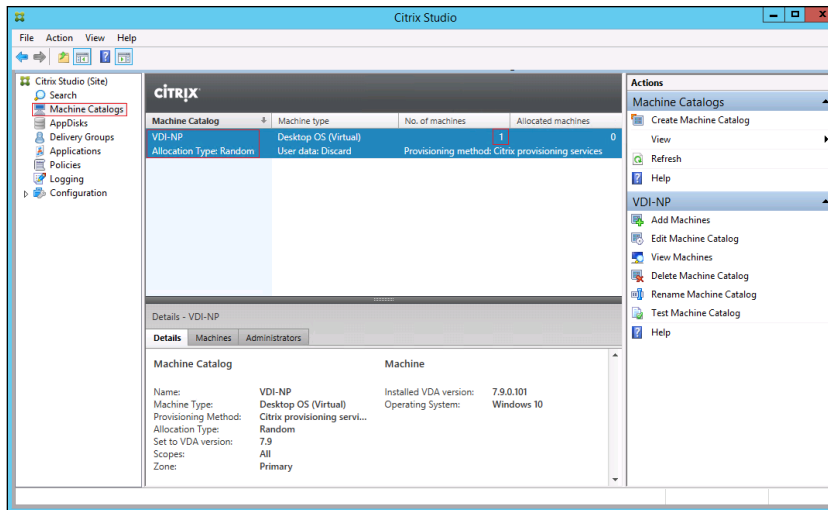 Citrix Studio
File Action View Help
Citrix Studio (Site)
Search
Machine Catalogs
AppDisks
Delivery Groups
Applications
Policies
Logging
Configuration
CİTRIX
Machine Catalog Machine type No. of machines Allocated machines
VDI-NP Desktop OS (Virtual) 1 0
Allocation Type: Random User data: Discard Provisioning method: Citrix provisioning services
Details - VDI-NP
Details Machines Administrators
Machine Catalog Machine
Name: VDI-NP Installed VDA version: 7.9.0.101
Machine Type: Desktop OS (Virtual) Operating System: Windows 10
Provisioning Method: Citrix provisioning servi...
Allocation Type: Random
Set to VDA version: 7.9
Scopes: All
Zone: Primary
Actions
Machine Catalogs
Create Machine Catalog
View
Refresh
Help
VDI-NP
Add Machines
Edit Machine Catalog
View Machines
Delete Machine Catalog
Rename Machine Catalog
Test Machine Catalog
Help